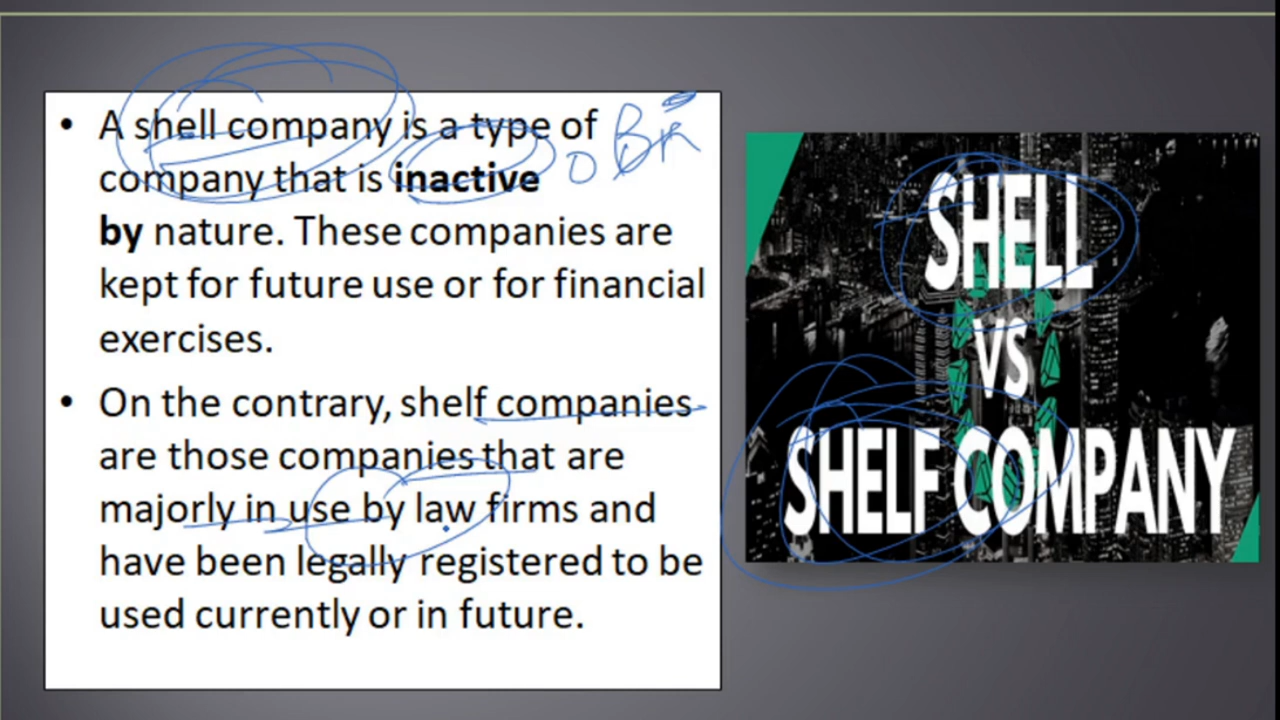 • A shell company is a type of
company that is inactive
by nature. These companies are
kept for future use or for financial
exercises.
• On the contrary, shelf companies
are those companies that are
majorly in use by law firms and
have been legally registered to be
used currently or in future.
SHELL
VS
SHELF COMPANY